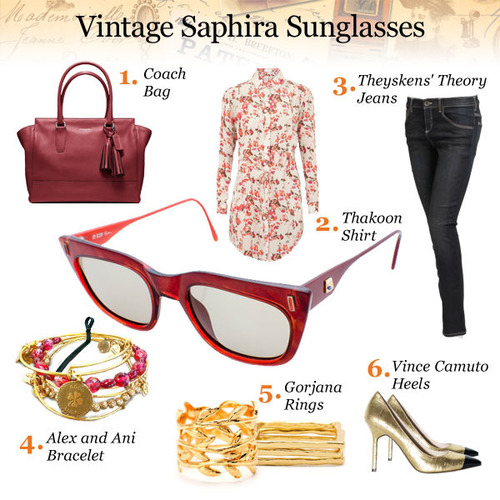 Vintage Saphira Sunglasses
1. Coach
Bag
3. Theyskens' Theory
Jeans
2. Thakoon
Shirt
4. Alex and Ani
Bracelet
5. Gorjana
Rings
6. Vince Camuto
Heels